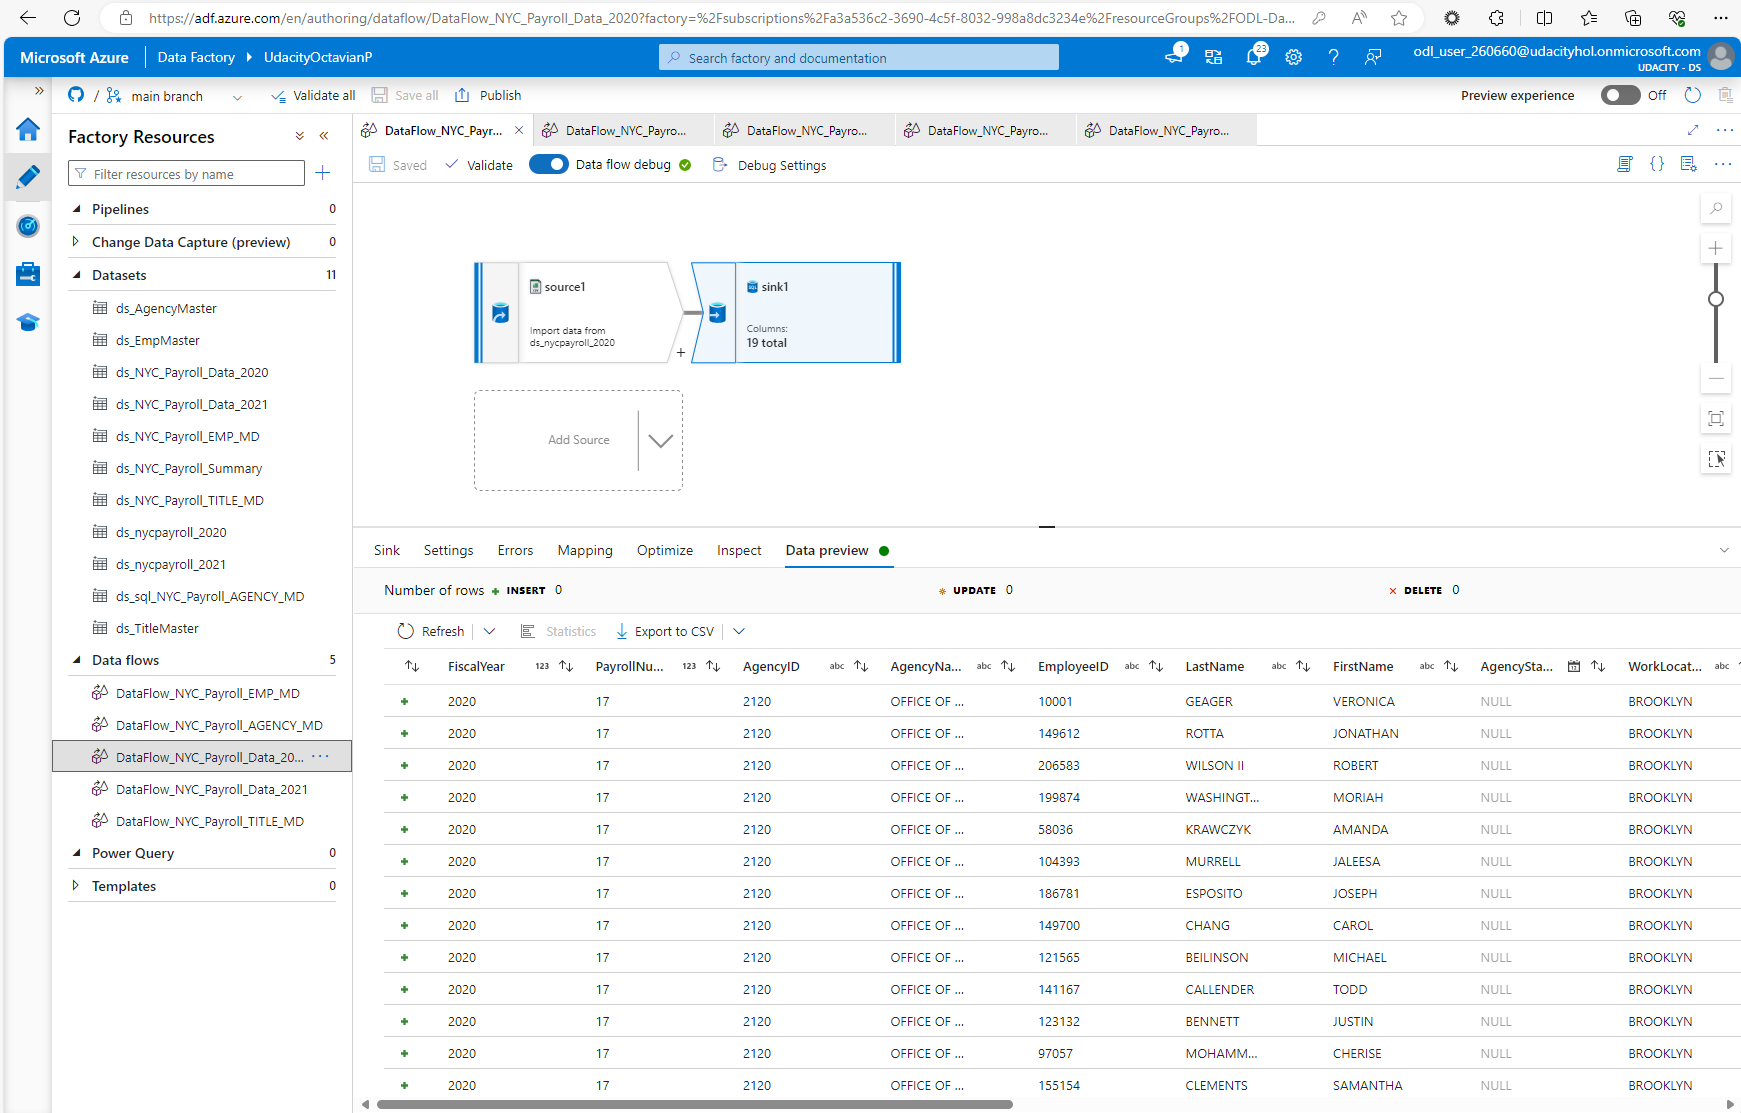 https://adf.azure.com/en/authoring/dataflow/DataFlow_NYC_Payroll_Data_2020?factory=%2Fsubscriptions%2Fa3a536c2-3690-4c5f-8032-998a8dc3234e%2FresourceGroups%2FODL-Da...
Microsoft Azure Data Factory UdacityOctavianP Search factory and documentation 1 23 odl_user_260660@udacityhol.onmicrosoft.com
UDACITY - DS
/ main branch Validate all Save all Publish Preview experience Off
Factory Resources
Filter resources by name
Pipelines 0
Change Data Capture (preview) 0
Datasets 11
ds_AgencyMaster
ds_EmpMaster
ds_NYC_Payroll_Data_2020
ds_NYC_Payroll_Data_2021
ds_NYC_Payroll_EMP_MD
ds_NYC_Payroll_Summary
ds_NYC_Payroll_TITLE_MD
ds_nycpayroll_2020
ds_nycpayroll_2021
ds_sql_NYC_Payroll_AGENCY_MD
ds_TitleMaster
Data flows 5
DataFlow_NYC_Payroll_EMP_MD
DataFlow_NYC_Payroll_AGENCY_MD
DataFlow_NYC_Payroll_Data_20... ...
DataFlow_NYC_Payroll_Data_2021
DataFlow_NYC_Payroll_TITLE_MD
Power Query 0
Templates 0
DataFlow_NYC_Payr... DataFlow_NYC_Payro... DataFlow_NYC_Payro... DataFlow_NYC_Payro... DataFlow_NYC_Payro...
Saved Validate Data flow debug Debug Settings
source1
Import data from
ds_nycpayroll_2020
+
sink1
Columns:
19 total
Add Source
Sink Settings Errors Mapping Optimize Inspect Data preview
Number of rows + INSERT 0 UPDATE 0 DELETE 0
Refresh Statistics Export to CSV
FiscalYear 123 PayrollNu... 123 AgencyID abc AgencyNa... abc EmployeeID abc LastName abc FirstName abc AgencySta... WorkLocat... abc
2020 17 2120 OFFICE OF ... 10001 GEAGER VERONICA NULL BROOKLYN
2020 17 2120 OFFICE OF ... 149612 ROTTA JONATHAN NULL BROOKLYN
2020 17 2120 OFFICE OF ... 206583 WILSON II ROBERT NULL BROOKLYN
2020 17 2120 OFFICE OF ... 199874 WASHINGT... MORIAH NULL BROOKLYN
2020 17 2120 OFFICE OF ... 58036 KRAWCZYK AMANDA NULL BROOKLYN
2020 17 2120 OFFICE OF ... 104393 MURRELL JALEESA NULL BROOKLYN
2020 17 2120 OFFICE OF ... 186781 ESPOSITO JOSEPH NULL BROOKLYN
2020 17 2120 OFFICE OF ... 149700 CHANG CAROL NULL BROOKLYN
2020 17 2120 OFFICE OF ... 121565 BEILINSON MICHAEL NULL BROOKLYN
2020 17 2120 OFFICE OF ... 141167 CALLENDER TODD NULL BROOKLYN
2020 17 2120 OFFICE OF ... 123132 BENNETT JUSTIN NULL BROOKLYN
2020 17 2120 OFFICE OF ... 97057 MOHAMM... CHERISE NULL BROOKLYN
2020 17 2120 OFFICE OF ... 155154 CLEMENTS SAMANTHA NULL BROOKLYN